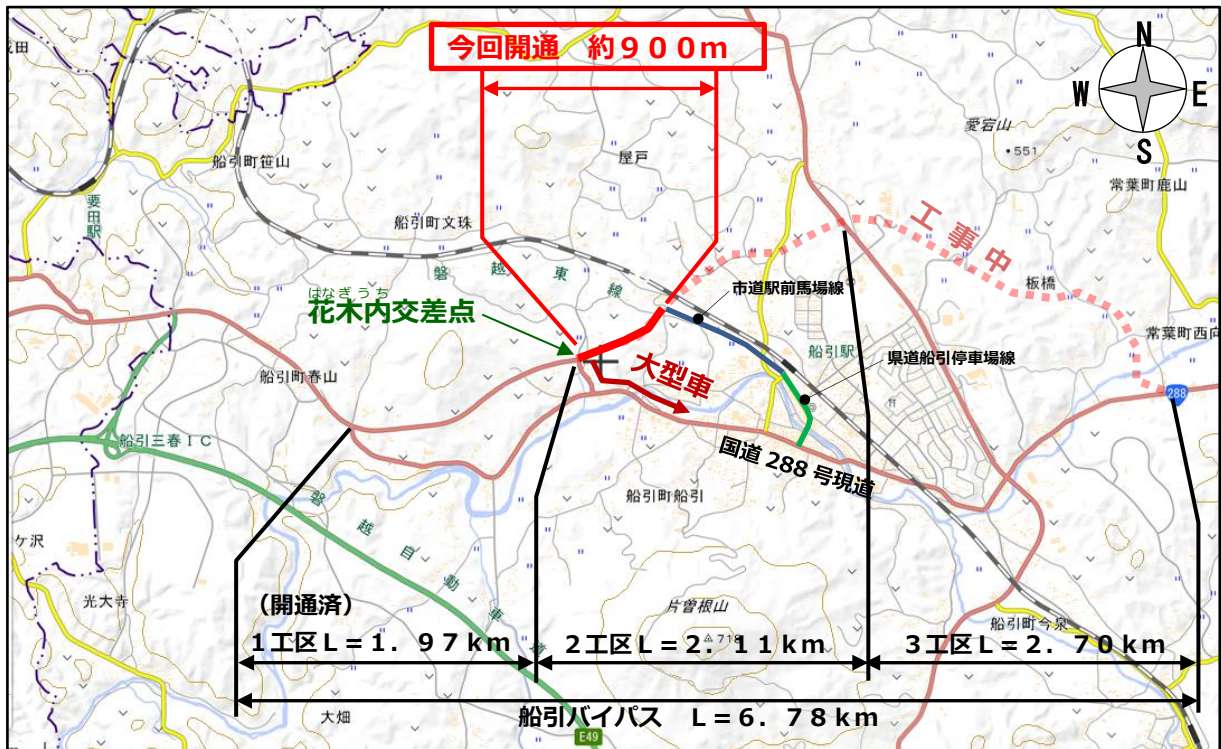 今回開通　約９００ｍ
N
W
E
S
愛宕山
・551
屋戸
船引町笹山
常葉町鹿山
要田駅
船引町文珠
工事中
磐越東線
板橋
市道駅前馬場線
はなぎうち
花木内交差点
常葉町西向
船引駅
県道船引停車場線
大型車
船引町春山
288
船引三春ＩＣ
国道 288 号現道
船引町船引
磐越自動車道
ケ沢
光大寺
（開通済）
片曽根山
718
船引町今泉
1工区Ｌ＝１．９７ｋｍ
2工区Ｌ＝２．１１ｋｍ
3工区Ｌ＝２．７０ｋｍ
大畑
船引バイパス　Ｌ＝６．７８ｋｍ
E49